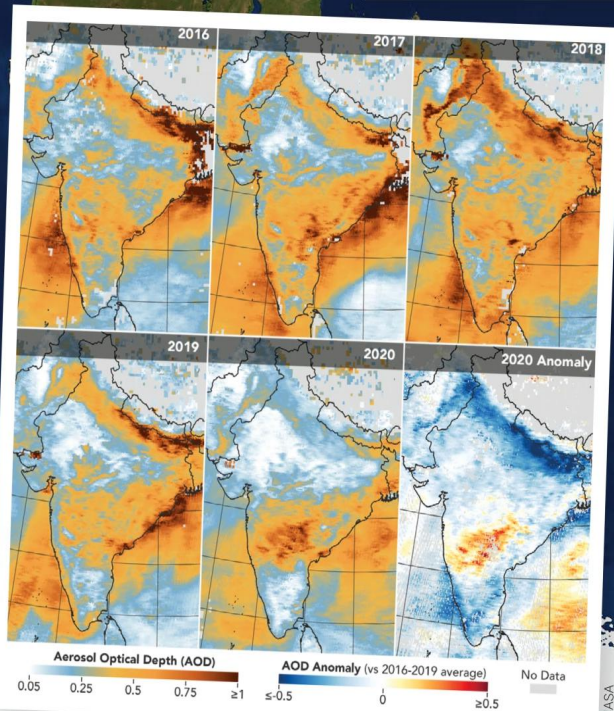 2016
2017
2018
2019
2020
2020 Anomaly
Aerosol Optical Depth (AOD)
0.05 0.25 0.5 0.75 ≥1
AOD Anomaly (vs 2016-2019 average)
≤-0.5 0 ≥0.5
No Data
ASA